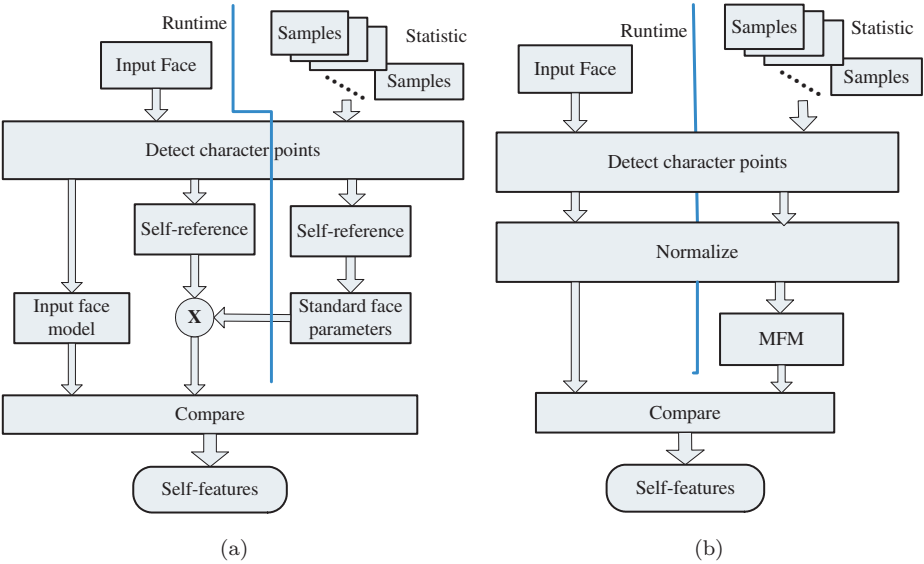 Runtime
Samples
Statistic
Input Face
Samples
Detect character points
Self-reference
Self-reference
Input face
model
X
Standard face
parameters
Compare
Self-features
(a)
Runtime
Samples
Statistic
Input Face
Samples
Detect character points
Normalize
MFM
Compare
Self-features
(b)